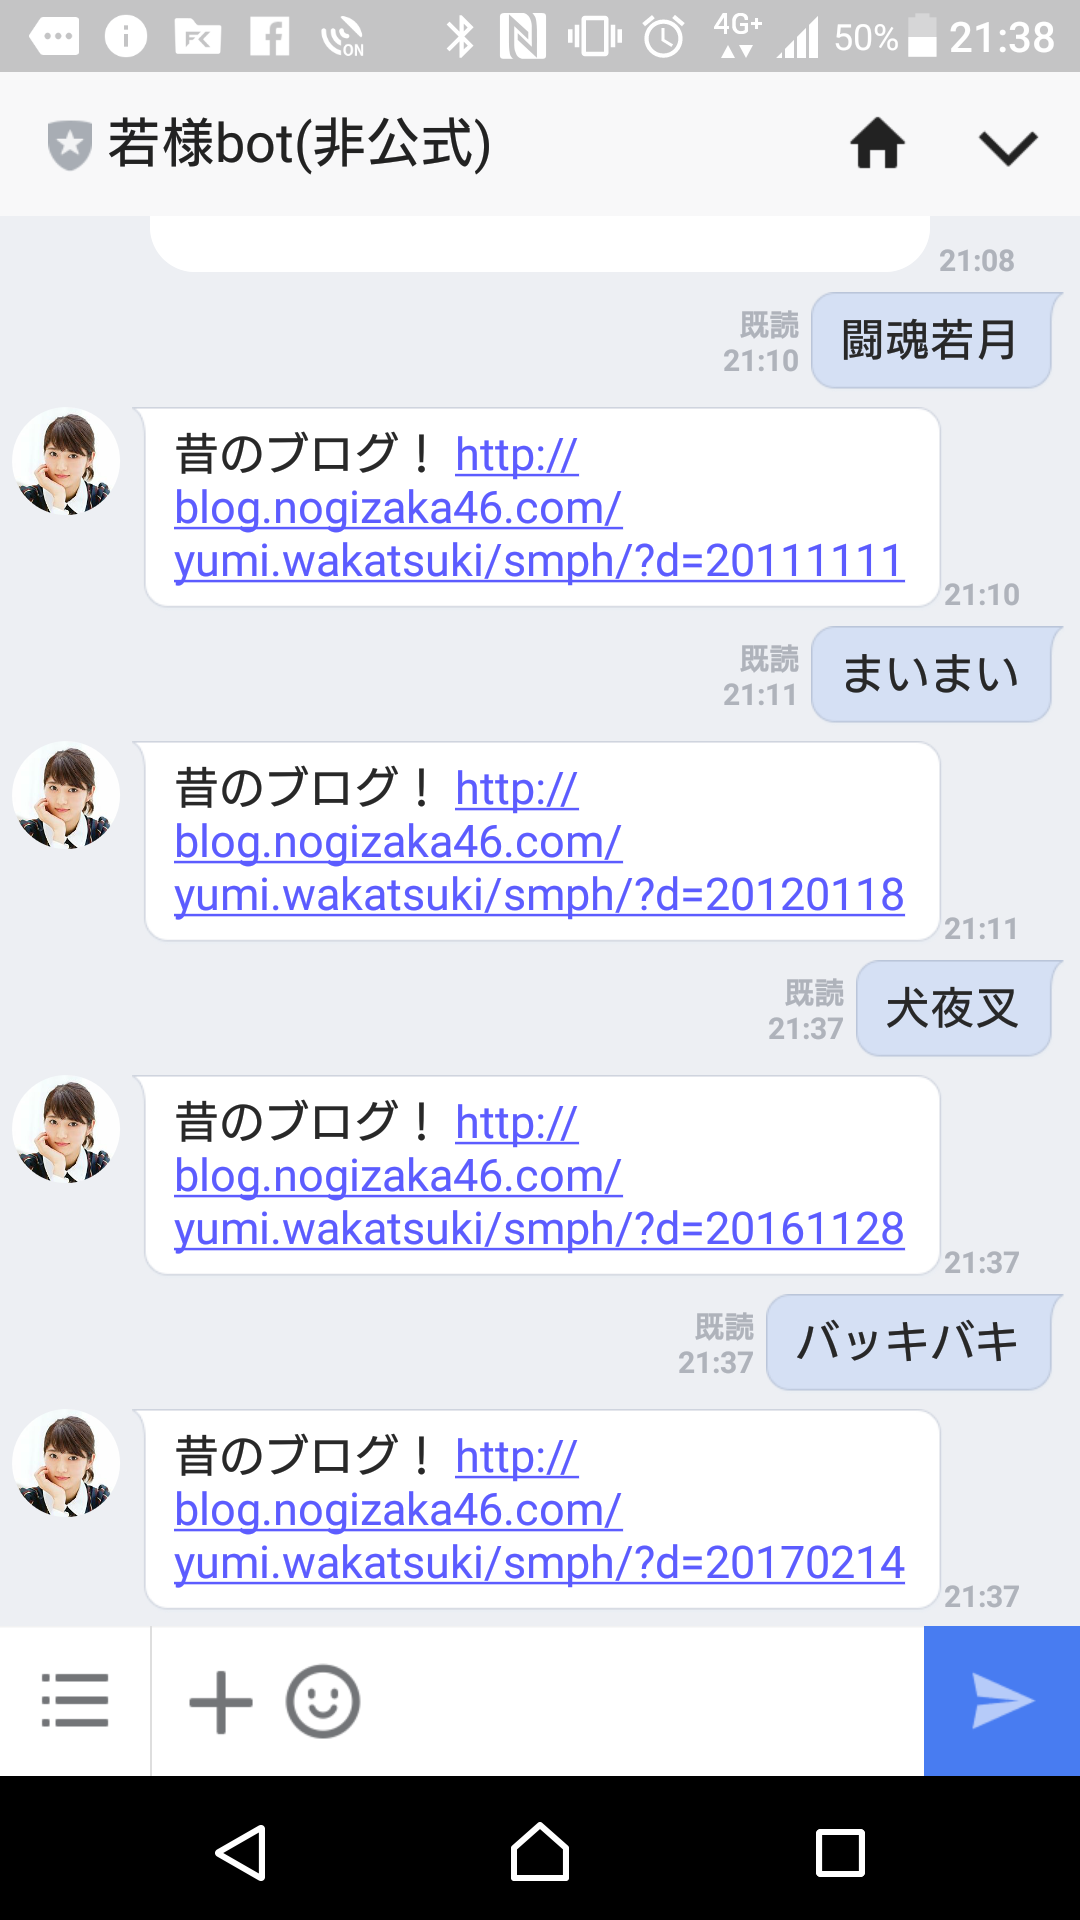 4G+ 50% 21:38
ON
若様bot(非公式)
21:08
既読
21:10
闘魂若月
昔のブログ！ http://
blog.nogizaka46.com/
yumi.wakatsuki/smph/?d=20111111
21:10
既読
21:11
まいまい
昔のブログ！ http://
blog.nogizaka46.com/
yumi.wakatsuki/smph/?d=20120118
21:11
既読
21:37
犬夜叉
昔のブログ！ http://
blog.nogizaka46.com/
yumi.wakatsuki/smph/?d=20161128
21:37
既読
21:37
バッキバキ
昔のブログ！ http://
blog.nogizaka46.com/
yumi.wakatsuki/smph/?d=20170214
21:37